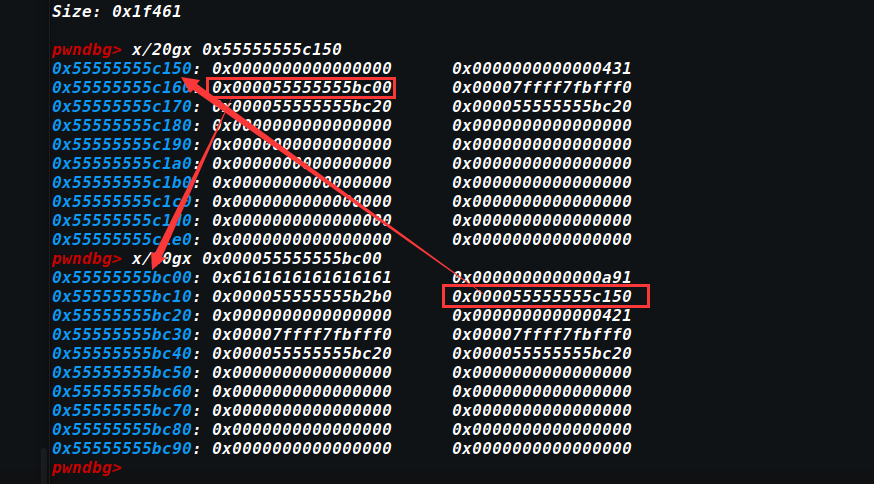 Size: 0x1f461
pwndbg> x/20gx 0x55555555c150
0x55555555c150: 0x0000000000000000 0x0000000000000431
0x55555555c160: 0x000055555555bc00 0x00007ffff7fbfff0
0x55555555c170: 0x000055555555bc20 0x000055555555bc20
0x55555555c180: 0x0000000000000000 0x0000000000000000
0x55555555c190: 0x0000000000000000 0x0000000000000000
0x55555555c1a0: 0x0000000000000000 0x0000000000000000
0x55555555c1b0: 0x0000000000000000 0x0000000000000000
0x55555555c1c0: 0x0000000000000000 0x0000000000000000
0x55555555c1d0: 0x0000000000000000 0x0000000000000000
0x55555555c1e0: 0x0000000000000000 0x0000000000000000
pwndbg> x/20gx 0x000055555555bc00
0x55555555bc00: 0x6161616161616161 0x0000000000000a91
0x55555555bc10: 0x000055555555b2b0 0x000055555555c150
0x55555555bc20: 0x0000000000000000 0x0000000000000421
0x55555555bc30: 0x00007ffff7fbfff0 0x00007ffff7fbfff0
0x55555555bc40: 0x000055555555bc20 0x000055555555bc20
0x55555555bc50: 0x0000000000000000 0x0000000000000000
0x55555555bc60: 0x0000000000000000 0x0000000000000000
0x55555555bc70: 0x0000000000000000 0x0000000000000000
0x55555555bc80: 0x0000000000000000 0x0000000000000000
0x55555555bc90: 0x0000000000000000 0x0000000000000000
pwndbg>